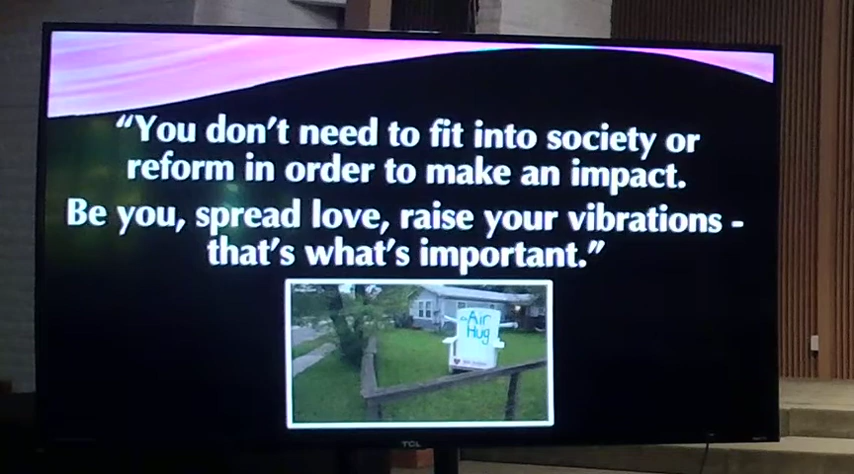 “You don’t need to fit into society or
reform in order to make an impact.
Be you, spread love, raise your vibrations -
that’s what’s important.”
Air
Hug
TCL